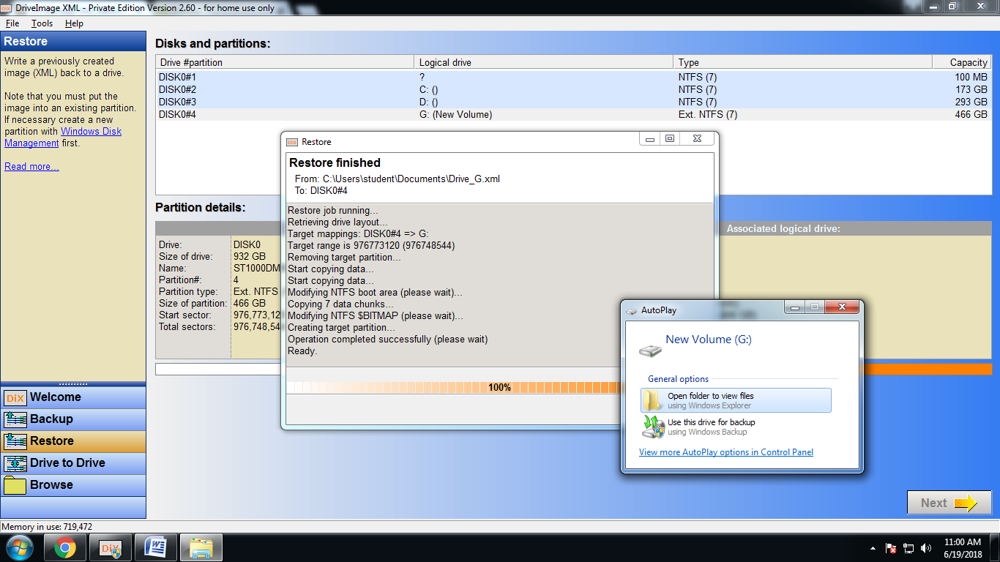 DiX DriveImage XML - Private Edition Version 2.60 - for home use only
File Tools Help
Restore
Write a previously created
image (XML) back to a drive.
Note that you must put the
image into an existing partition.
If necessary create a new
partition with Windows Disk
Management first.
Read more...
Disks and partitions:
Drive #partition Logical drive Type Capacity
DISK0#1 ? NTFS (7) 100 MB
DISK0#2 C: () NTFS (7) 173 GB
DISK0#3 D: () NTFS (7) 293 GB
DISK0#4 G: (New Volume) Ext. NTFS (7) 466 GB
Partition details:
Associated logical drive:
Drive: DISK0
Size of drive: 932 GB
Name: ST1000DM
Partition#: 4
Partition type: Ext. NTFS
Size of partition: 466 GB
Start sector: 976,773,12
Total sectors: 976,748,54
DiX Restore
Restore finished
From: C:\Users\student\Documents\Drive_G.xml
To: DISK0#4
Restore job running...
Retrieving drive layout...
Target mappings: DISK0#4 => G:
Target range is 976773120 (976748544)
Removing target partition...
Start copying data...
Start copying data...
Modifying NTFS boot area (please wait)...
Copying 7 data chunks...
Modifying NTFS $BITMAP (please wait)...
Creating target partition...
Operation completed successfully (please wait)
Ready.
100%
AutoPlay
New Volume (G:)
General options
Open folder to view files
using Windows Explorer
Use this drive for backup
using Windows Backup
View more AutoPlay options in Control Panel
DiX Welcome
Backup
Restore
Drive to Drive
Browse
Next
Memory in use: 719,472
DiX
W
11:00 AM
6/19/2018